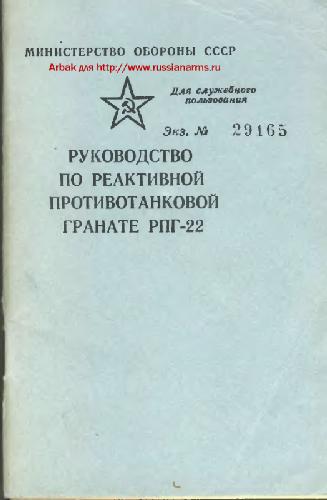 МИНИСТЕРСТВО ОБОРОНЫ СССР
Arbak для http://www.russianarms.ru
Для служебного
пользования
Экз. № 29165
РУКОВОДСТВО
ПО РЕАКТИВНОЙ
ПРОТИВОТАНКОВОЙ
ГРАНАТЕ РПГ-22